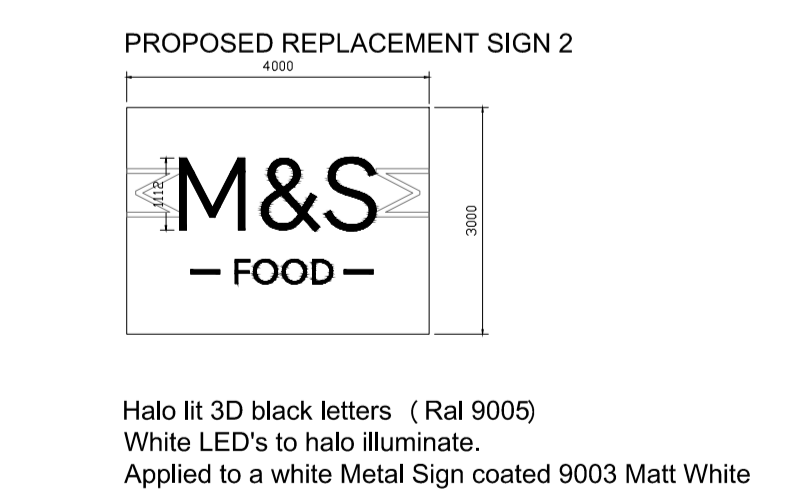 PROPOSED REPLACEMENT SIGN 2
4000
1112
M&S
3000
— FOOD —
Halo lit 3D black letters ( Ral 9005)
White LED's to halo illuminate.
Applied to a white Metal Sign coated 9003 Matt White